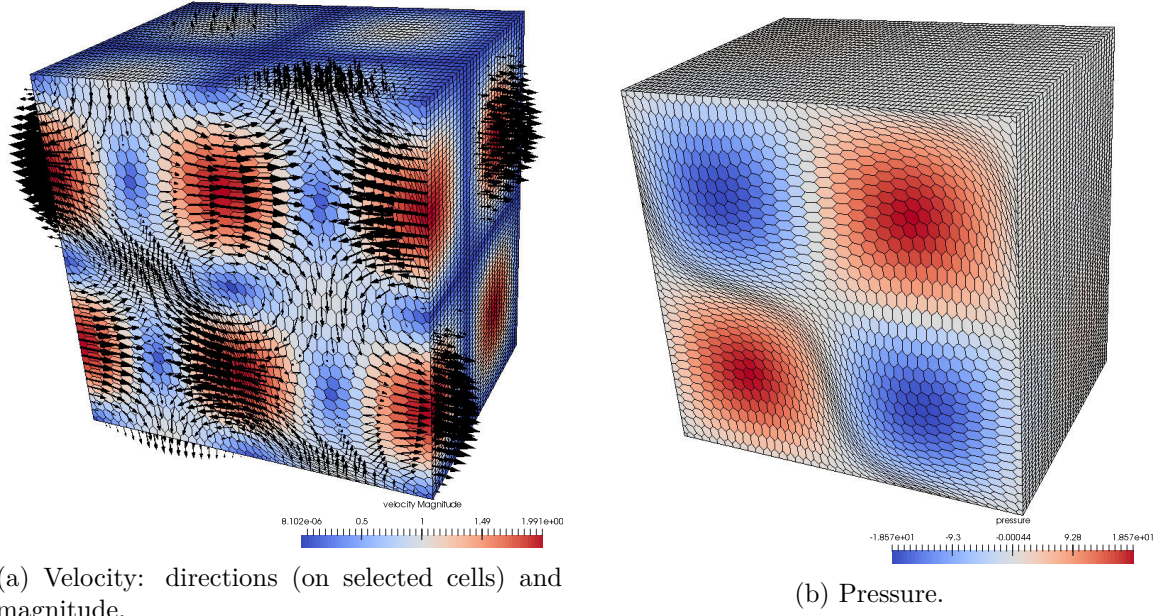 velocity Magnitude
8.102e-06 0.5 1 1.49 1.991e+00
(a) Velocity: directions (on selected cells) and
magnitude.
pressure
-1.857e+01 -9.3 -0.00044 9.28 1.857e+01
(b) Pressure.